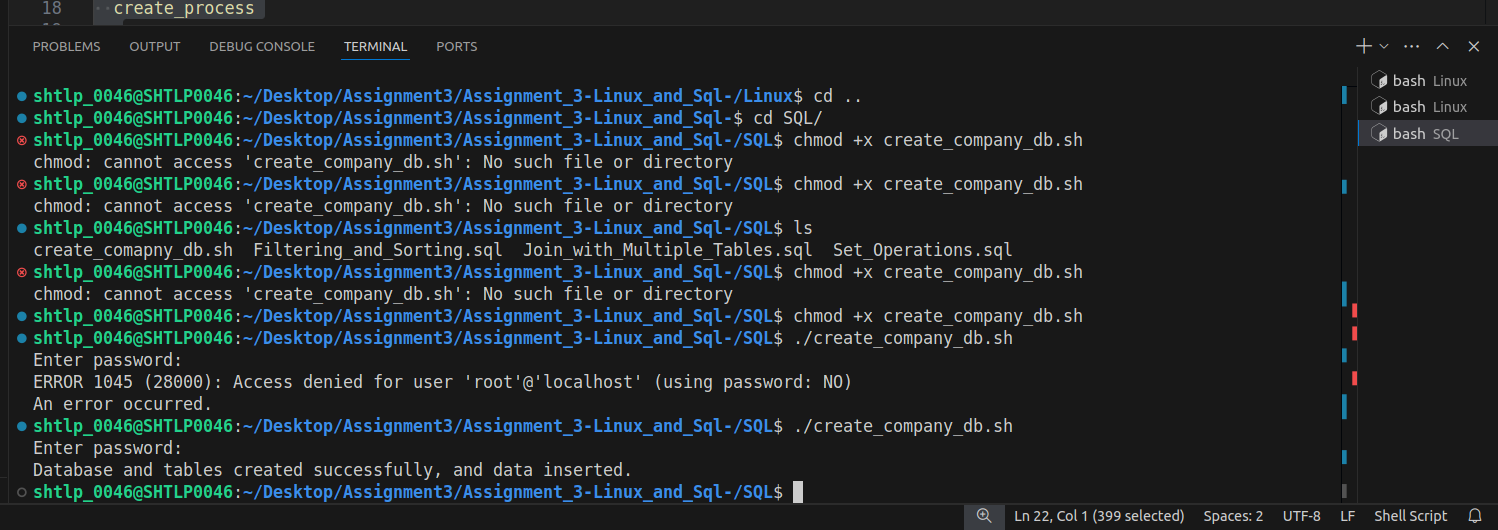 18 create_process
PROBLEMS OUTPUT DEBUG CONSOLE TERMINAL PORTS
shtlp_0046@SHTLP0046:~/Desktop/Assignment3/Assignment_3-Linux_and_Sql-/Linux$ cd ..
shtlp_0046@SHTLP0046:~/Desktop/Assignment3/Assignment_3-Linux_and_Sql-$ cd SQL/
shtlp_0046@SHTLP0046:~/Desktop/Assignment3/Assignment_3-Linux_and_Sql-/SQL$ chmod +x create_company_db.sh
chmod: cannot access 'create_company_db.sh': No such file or directory
shtlp_0046@SHTLP0046:~/Desktop/Assignment3/Assignment_3-Linux_and_Sql-/SQL$ chmod +x create_company_db.sh
chmod: cannot access 'create_company_db.sh': No such file or directory
shtlp_0046@SHTLP0046:~/Desktop/Assignment3/Assignment_3-Linux_and_Sql-/SQL$ ls
create_comapny_db.sh  Filtering_and_Sorting.sql  Join_with_Multiple_Tables.sql  Set_Operations.sql
shtlp_0046@SHTLP0046:~/Desktop/Assignment3/Assignment_3-Linux_and_Sql-/SQL$ chmod +x create_company_db.sh
chmod: cannot access 'create_company_db.sh': No such file or directory
shtlp_0046@SHTLP0046:~/Desktop/Assignment3/Assignment_3-Linux_and_Sql-/SQL$ chmod +x create_company_db.sh
shtlp_0046@SHTLP0046:~/Desktop/Assignment3/Assignment_3-Linux_and_Sql-/SQL$ ./create_company_db.sh
Enter password:
ERROR 1045 (28000): Access denied for user 'root'@'localhost' (using password: NO)
An error occurred.
shtlp_0046@SHTLP0046:~/Desktop/Assignment3/Assignment_3-Linux_and_Sql-/SQL$ ./create_company_db.sh
Enter password:
Database and tables created successfully, and data inserted.
shtlp_0046@SHTLP0046:~/Desktop/Assignment3/Assignment_3-Linux_and_Sql-/SQL$
bash Linux
bash Linux
bash SQL
Ln 22, Col 1 (399 selected) Spaces: 2 UTF-8 LF Shell Script